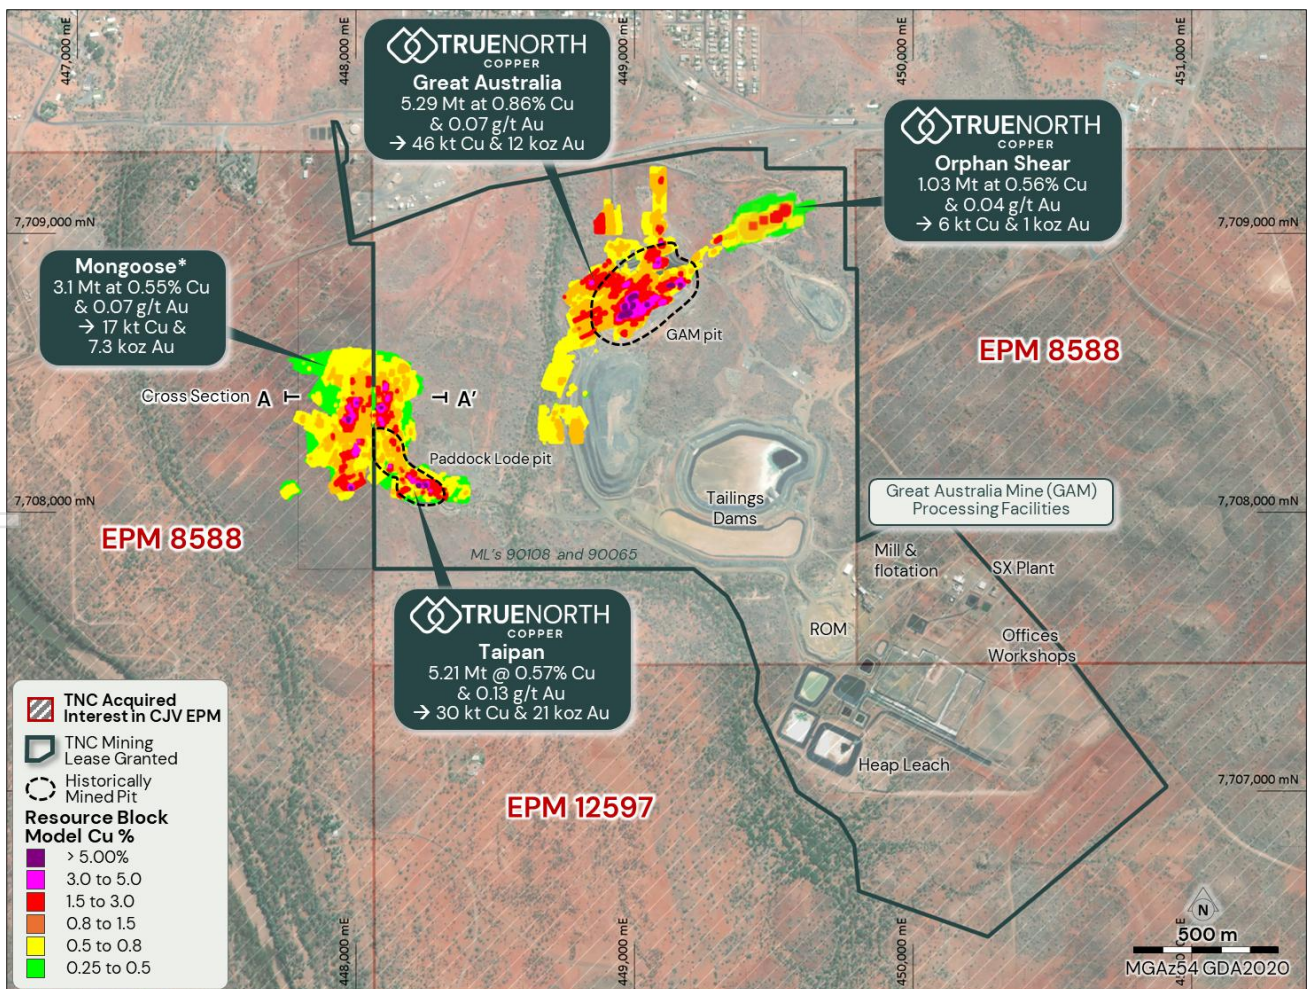 447,000 mE
448,000 mE
449,000 mE
450,000 mE
451,000 mE
TRUENORTH
COPPER
Great Australia
5.29 Mt at 0.86% Cu
& 0.07 g/t Au
→ 46 kt Cu & 12 koz Au
TRUENORTH
COPPER
Orphan Shear
1.03 Mt at 0.56% Cu
& 0.04 g/t Au
→ 6 kt Cu & 1 koz Au
7,709,000 mN
7,709,000 mN
Mongoose*
3.1 Mt at 0.55% Cu
& 0.07 g/t Au
→ 17 kt Cu &
7.3 koz Au
GAM pit
EPM 8588
Cross Section A
A'
Paddock Lode pit
7,708,000 mN
7,708,000 mN
Tailings
Dams
Great Australia Mine (GAM)
Processing Facilities
EPM 8588
ML's 90108 and 90065
Mill &
flotation
SX Plant
TRUENORTH
COPPER
Taipan
5.21 Mt @ 0.57% Cu
& 0.13 g/t Au
→ 30 kt Cu & 21 koz Au
ROM
Offices
Workshops
Heap Leach
7,707,000 mN
EPM 12597
TNC Acquired
Interest in CJV EPM
TNC Mining
Lease Granted
Historically
Mined Pit
Resource Block
Model Cu %
> 5.00%
3.0 to 5.0
1.5 to 3.0
0.8 to 1.5
0.5 to 0.8
0.25 to 0.5
448,000 mE
449,000 mE
450,000 mE
N
500 m
MGAz54 GDA2020